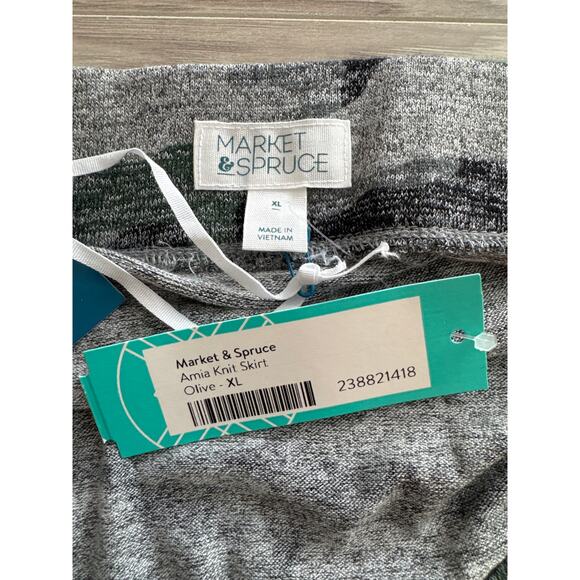 MARKET
&SPRUCE
XL
MADE IN
VIETNAM
Market & Spruce
Amia Knit Skirt
Olive - XL
238821418